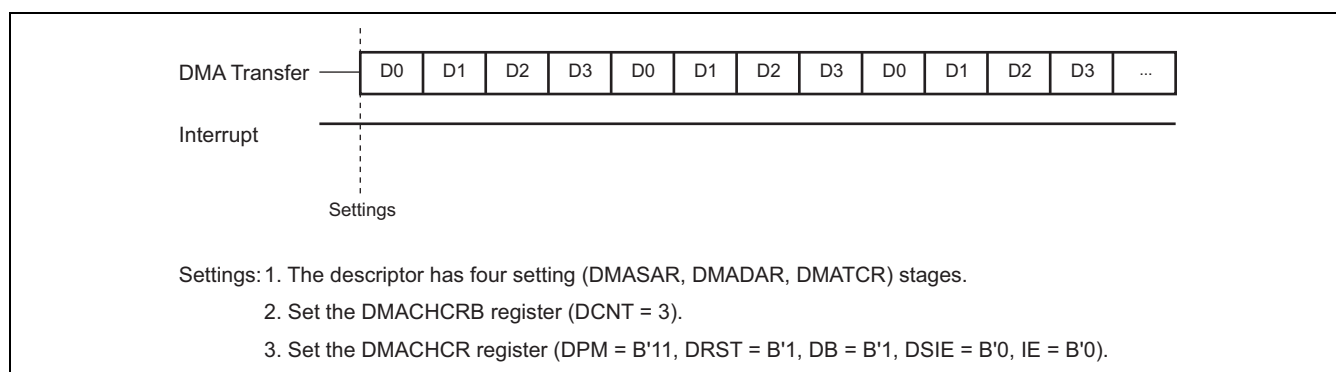 DMA Transfer D0 D1 D2 D3 D0 D1 D2 D3 D0 D1 D2 D3 ...
Interrupt
Settings
Settings: 1. The descriptor has four setting (DMASAR, DMADAR, DMATCR) stages.
2. Set the DMACHCRB register (DCNT = 3).
3. Set the DMACHCR register (DPM = B'11, DRST = B'1, DB = B'1, DSIE = B'0, IE = B'0).